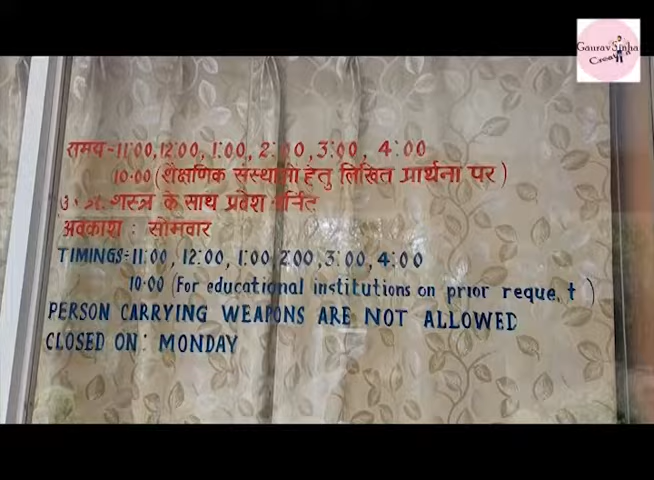 Gaurav Sinha
Creation
समय-11:00, 12:00, 1:00, 2:00, 3:00, 4:00
10.00 (शैक्षणिक संस्थाओं हेतु लिखित प्रार्थना पर)
शस्त्र के साथ प्रवेश वर्जित
अवकाश : सोमवार
TIMINGS:-11:00, 12:00, 1:00 2:00, 3:00, 4:00
10.00 (For educational institutions on prior reque t)
PERSON CARRYING WEAPONS ARE NOT ALLOWED
CLOSED ON : MONDAY